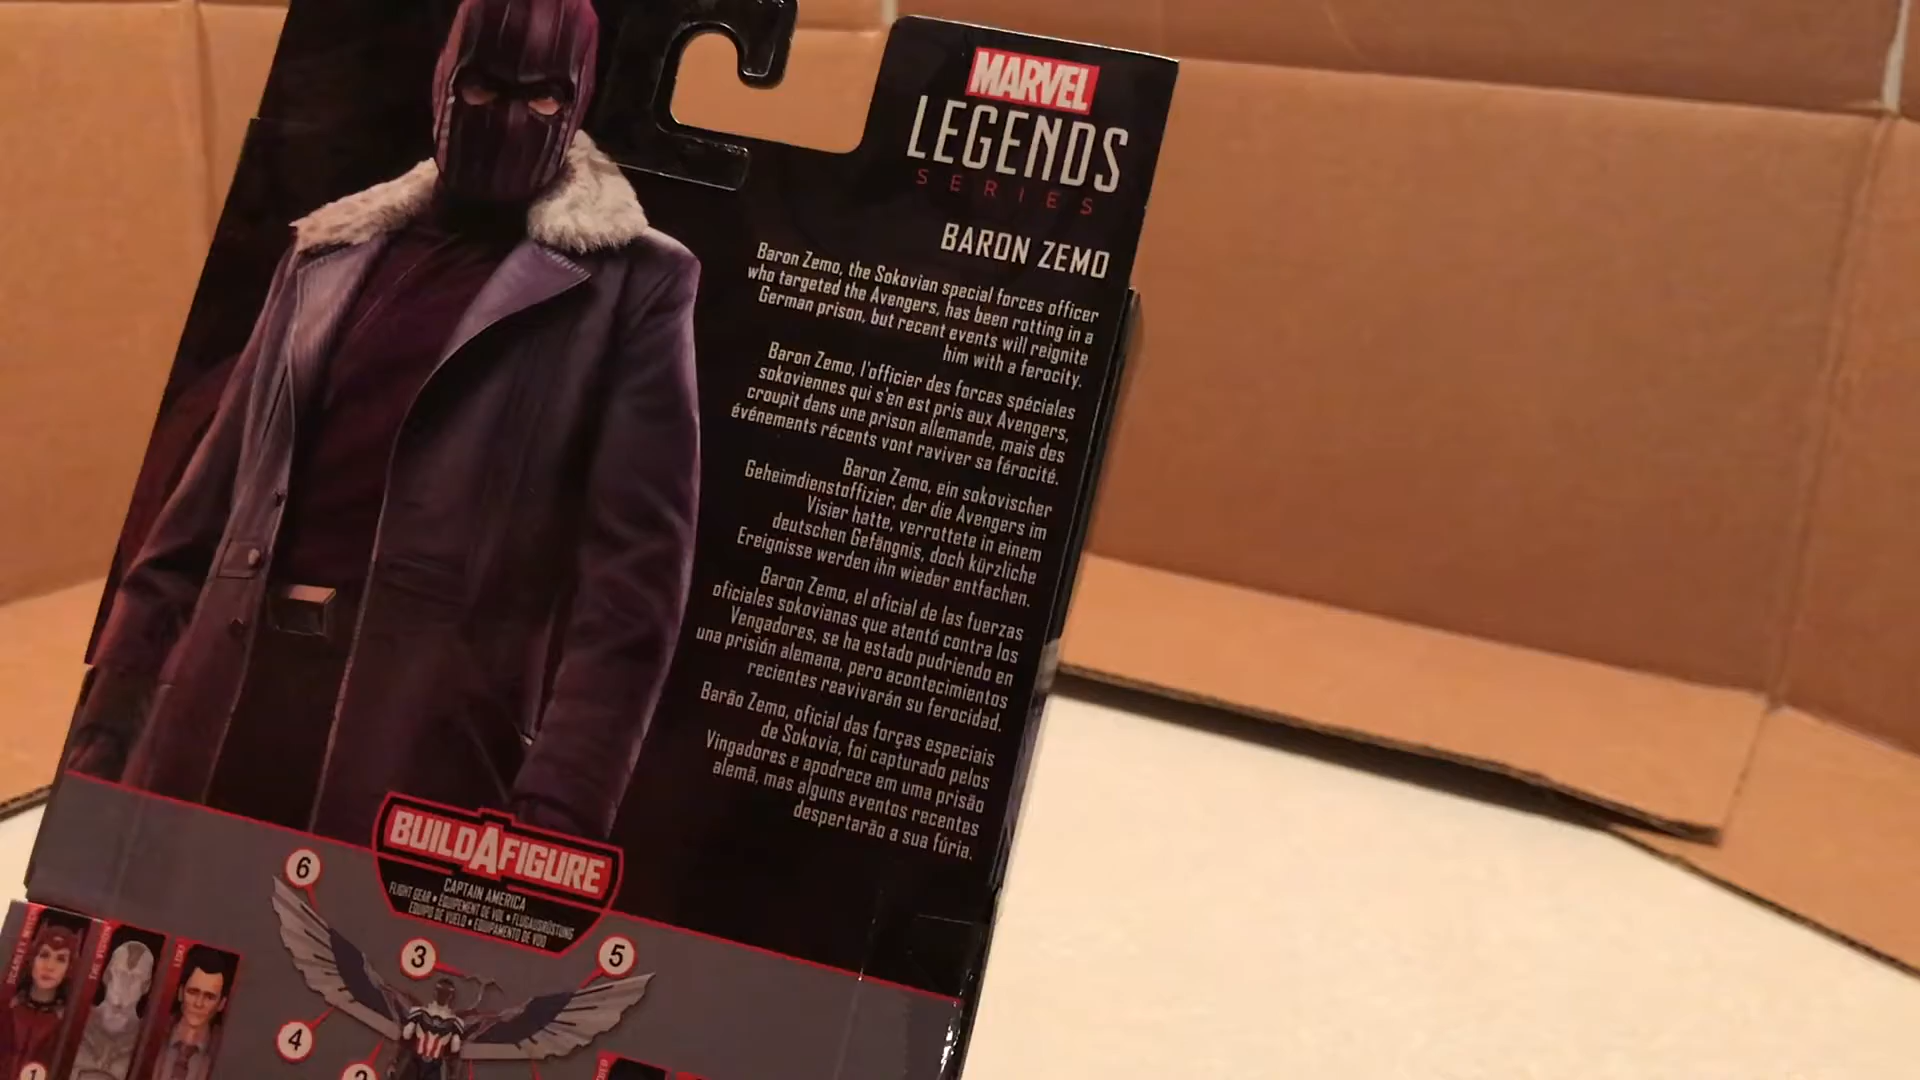 MARVEL
LEGENDS
SERIES
BARON ZEMO
Baron Zemo, the Sokovian special forces officer
who targeted the Avengers, has been rotting in a
German prison, but recent events will reignite
him with a ferocity.
Baron Zemo, l'officier des forces spéciales
sokoviennes qui s'en est pris aux Avengers,
croupit dans une prison allemande, mais des
événements récents vont raviver sa férocité.
Baron Zemo, ein sokovischer
Geheimdienstoffizier, der die Avengers im
Visier hatte, verrottete in einem
deutschen Gefängnis, doch kürzliche
Ereignisse werden ihn wieder entfachen.
Baron Zemo, el oficial de las fuerzas
oficiales sokovianas que atentó contra los
Vengadores, se ha estado pudriendo en
una prisión alemana, pero acontecimientos
recientes reavivarán su ferocidad.
Barão Zemo, oficial das forças especiais
de Sokovia, foi capturado pelos
Vingadores e apodrece em uma prisão
alemã, mas alguns eventos recentes
despertarão a sua fúria.
BUILDAFIGURE
CAPTAIN AMERICA
FLIGHT GEAR • ÉQUIPEMENT DE VOL • FLUGAUSRÜSTUNG
EQUIPO DE VUELO • EQUIPAMENTO DE VOO
6
3
5
4
2
SCARLET WITCH
THE VISION
LOKI
1